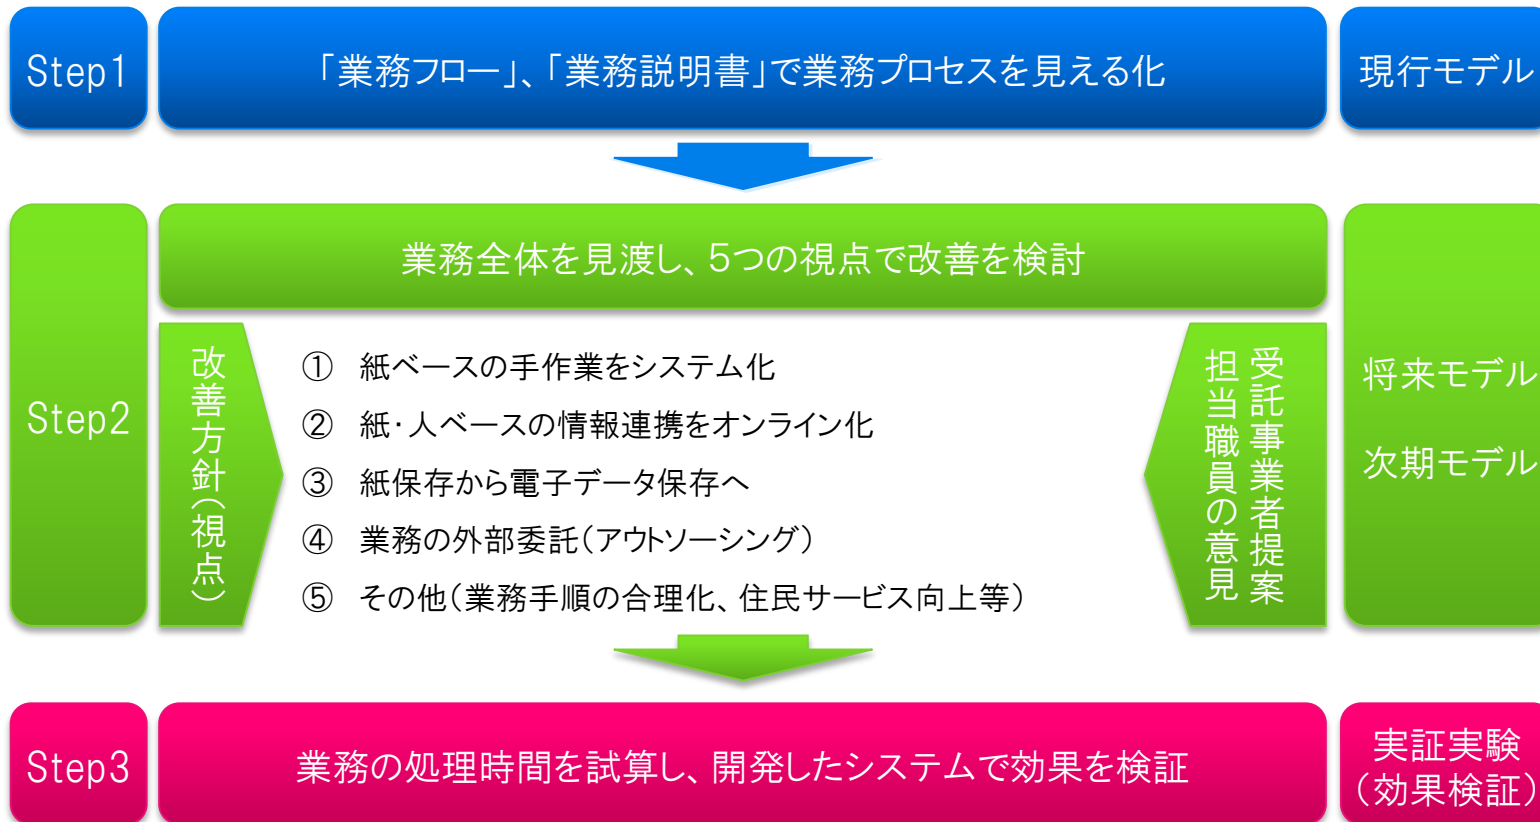 Step1
「業務フロー」、「業務説明書」で業務プロセスを見える化
現行モデル
Step2
業務全体を見渡し、5つの視点で改善を検討
改善方針(視点)
① 紙ベースの手作業をシステム化
② 紙・人ベースの情報連携をオンライン化
③ 紙保存から電子データ保存へ
④ 業務の外部委託(アウトソーシング)
⑤ その他(業務手順の合理化、住民サービス向上等)
受託事業者提案
担当職員の意見
将来モデル
次期モデル
Step3
業務の処理時間を試算し、開発したシステムで効果を検証
実証実験
(効果検証)